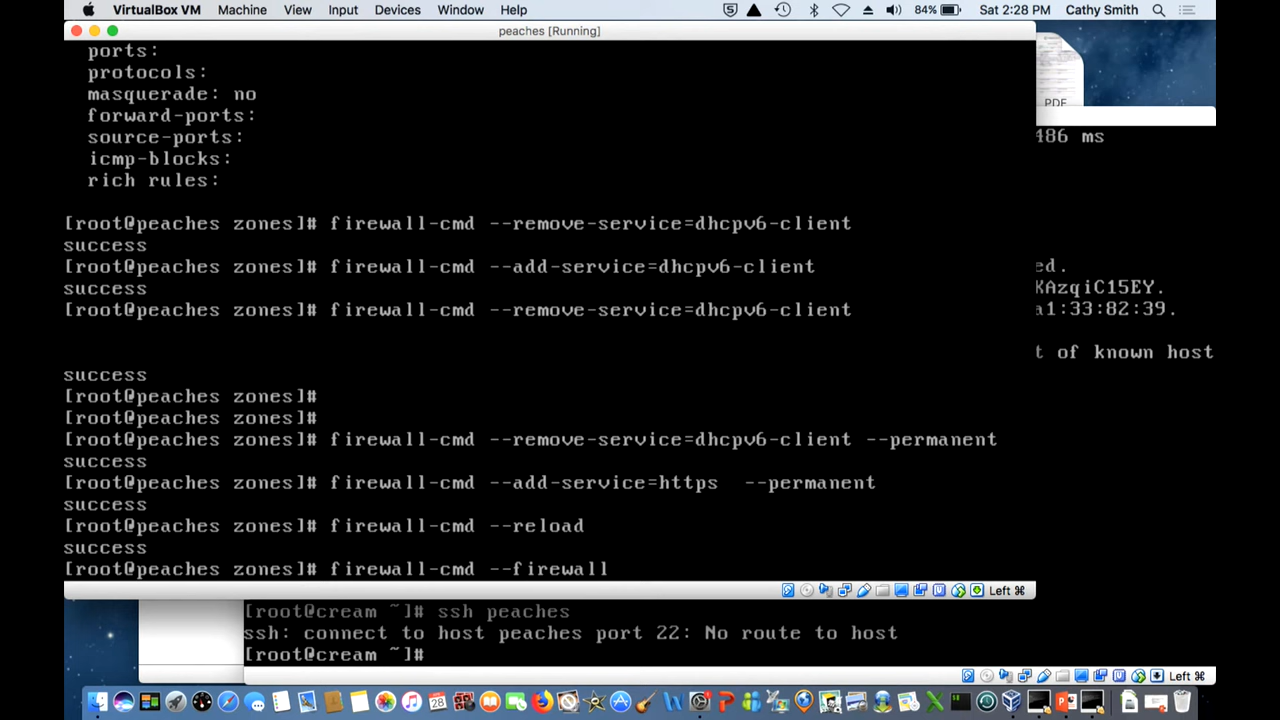 VirtualBox VM Machine View Input Devices Window Help 84% Sat 2:28 PM Cathy Smith
peaches [Running]
ports:
protocols:
masquerade: no
forward-ports:
source-ports:
icmp-blocks:
rich rules:
[root@peaches zones]# firewall-cmd --remove-service=dhcpv6-client
success
[root@peaches zones]# firewall-cmd --add-service=dhcpv6-client
success
[root@peaches zones]# firewall-cmd --remove-service=dhcpv6-client
success
[root@peaches zones]#
[root@peaches zones]#
[root@peaches zones]# firewall-cmd --remove-service=dhcpv6-client --permanent
success
[root@peaches zones]# firewall-cmd --add-service=https  --permanent
success
[root@peaches zones]# firewall-cmd --reload
success
[root@peaches zones]# firewall-cmd --firewall
Left ⌘
PDF
486 ms
ed.
KAzqiC15EY.
a1:33:82:39.
t of known host
[root@cream ~]# ssh peaches
ssh: connect to host peaches port 22: No route to host
[root@cream ~]#
Left ⌘
28